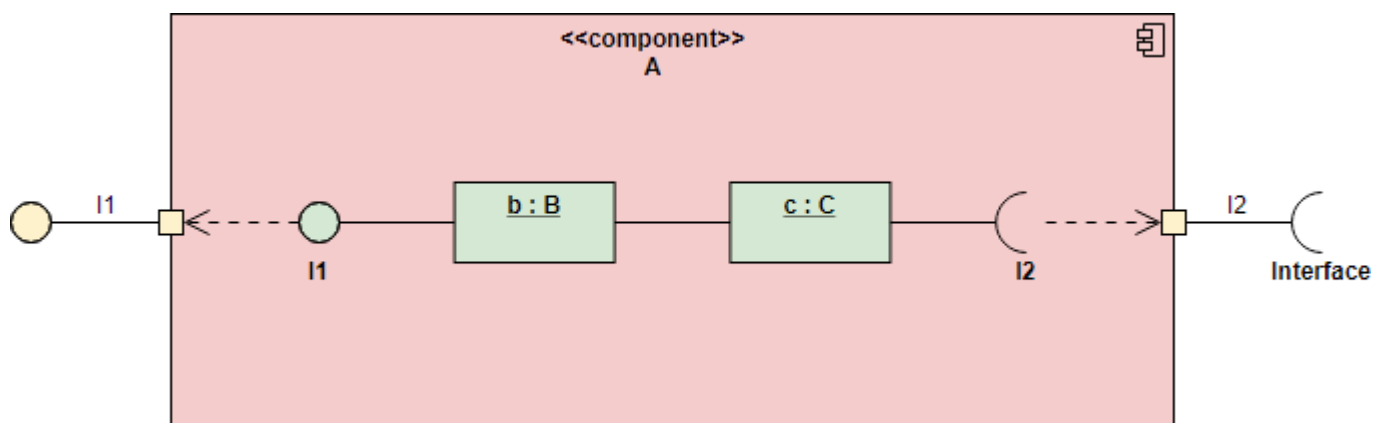 <<component>>
A
I1
b : B
c : C
I2
I1
I2
Interface